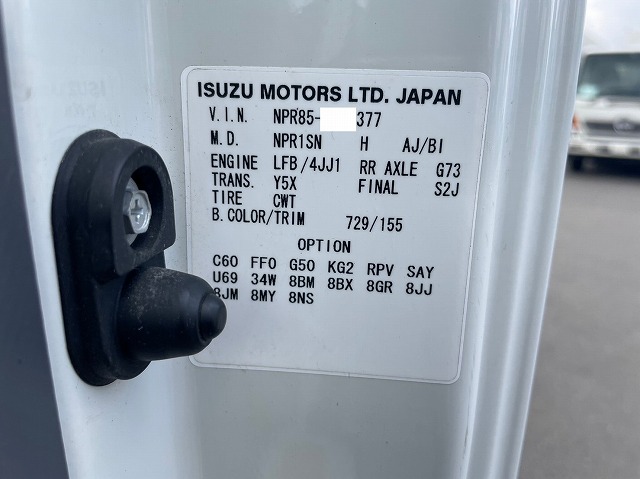 ISUZU MOTORS LTD. JAPAN
V.I.N. NPR85- 377
M.D. NPR1SN H AJ/BI
ENGINE LFB/4JJ1 RR AXLE G73
TRANS. Y5X FINAL S2J
TIRE CWT
B.COLOR/TRIM 729/155
OPTION
C60 FF0 G50 KG2 RPV SAY
U69 34W 8BM 8BX 8GR 8JJ
8JM 8MY 8NS